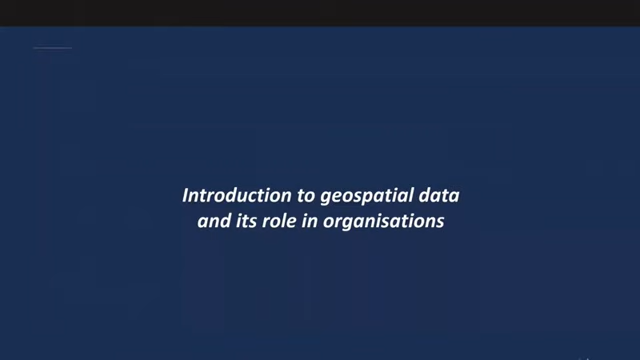 Introduction to geospatial data
and its role in organisations